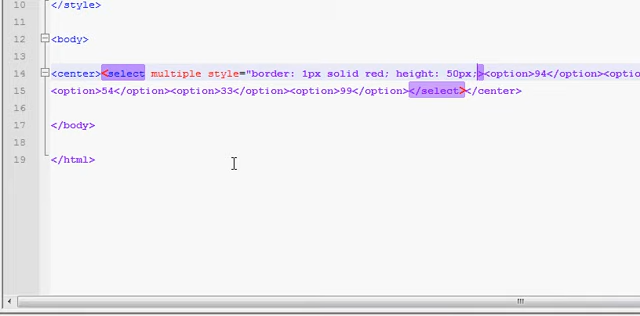 10 </style>
11
12 <body>
13
14 <center><select multiple style="border: 1px solid red; height: 50px;><option>94</option><optio
15 <option>54</option><option>33</option><option>99</option></select></center>
16
17 </body>
18
19 </html>